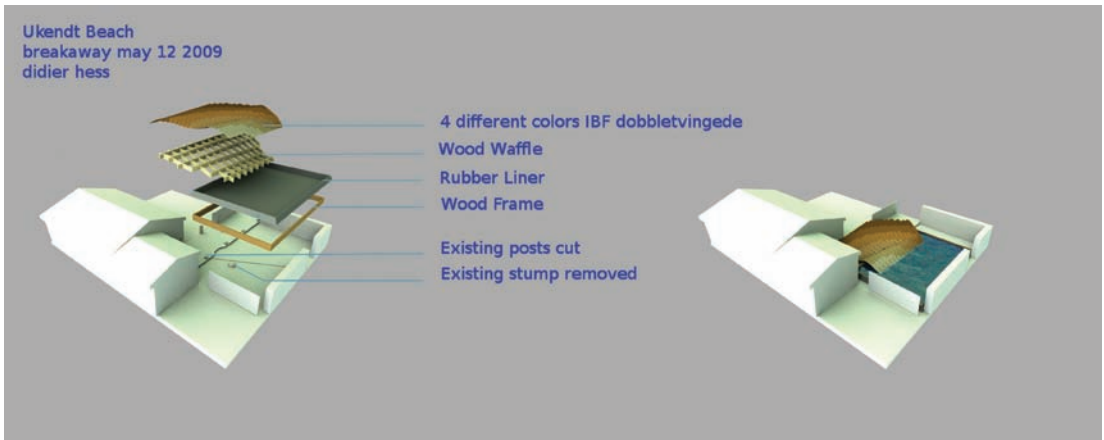 Ukendt Beach
breakaway may 12 2009
didier hess
4 different colors IBF dobbletvingede
Wood Waffle
Rubber Liner
Wood Frame
Existing posts cut
Existing stump removed